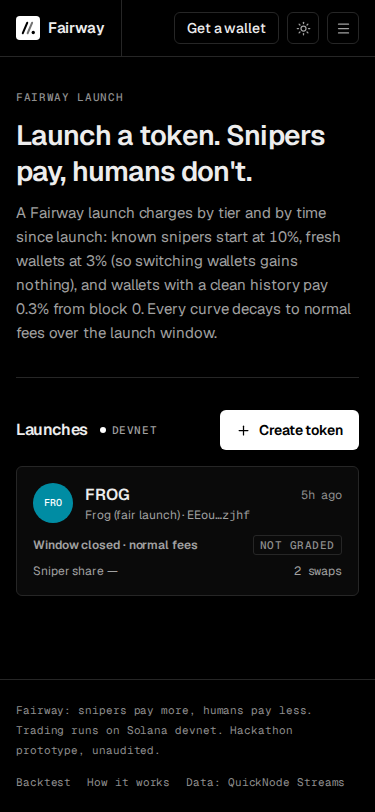 Fairway
Get a wallet
FAIRWAY LAUNCH
Launch a token. Snipers
pay, humans don't.
A Fairway launch charges by tier and by time
since launch: known snipers start at 10%, fresh
wallets at 3% (so switching wallets gains
nothing), and wallets with a clean history pay
0.3% from block 0. Every curve decays to normal
fees over the launch window.
Launches
DEVNET
+ Create token
FRO
FROG
5h ago
Frog (fair launch) · EEou…zjhf
Window closed · normal fees
NOT GRADED
Sniper share —
2 swaps
Fairway: snipers pay more, humans pay less.
Trading runs on Solana devnet. Hackathon
prototype, unaudited.
Backtest How it works Data: QuickNode Streams